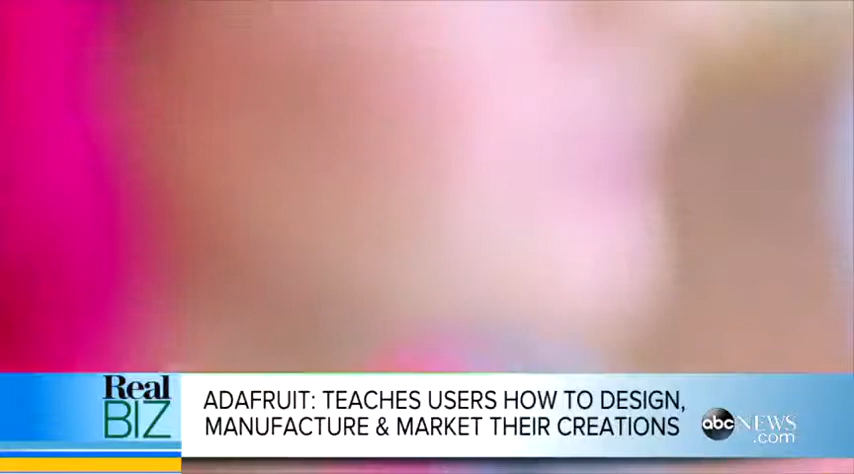 Real
BIZ
ADAFRUIT: TEACHES USERS HOW TO DESIGN,
MANUFACTURE & MARKET THEIR CREATIONS
abc NEWS
.com